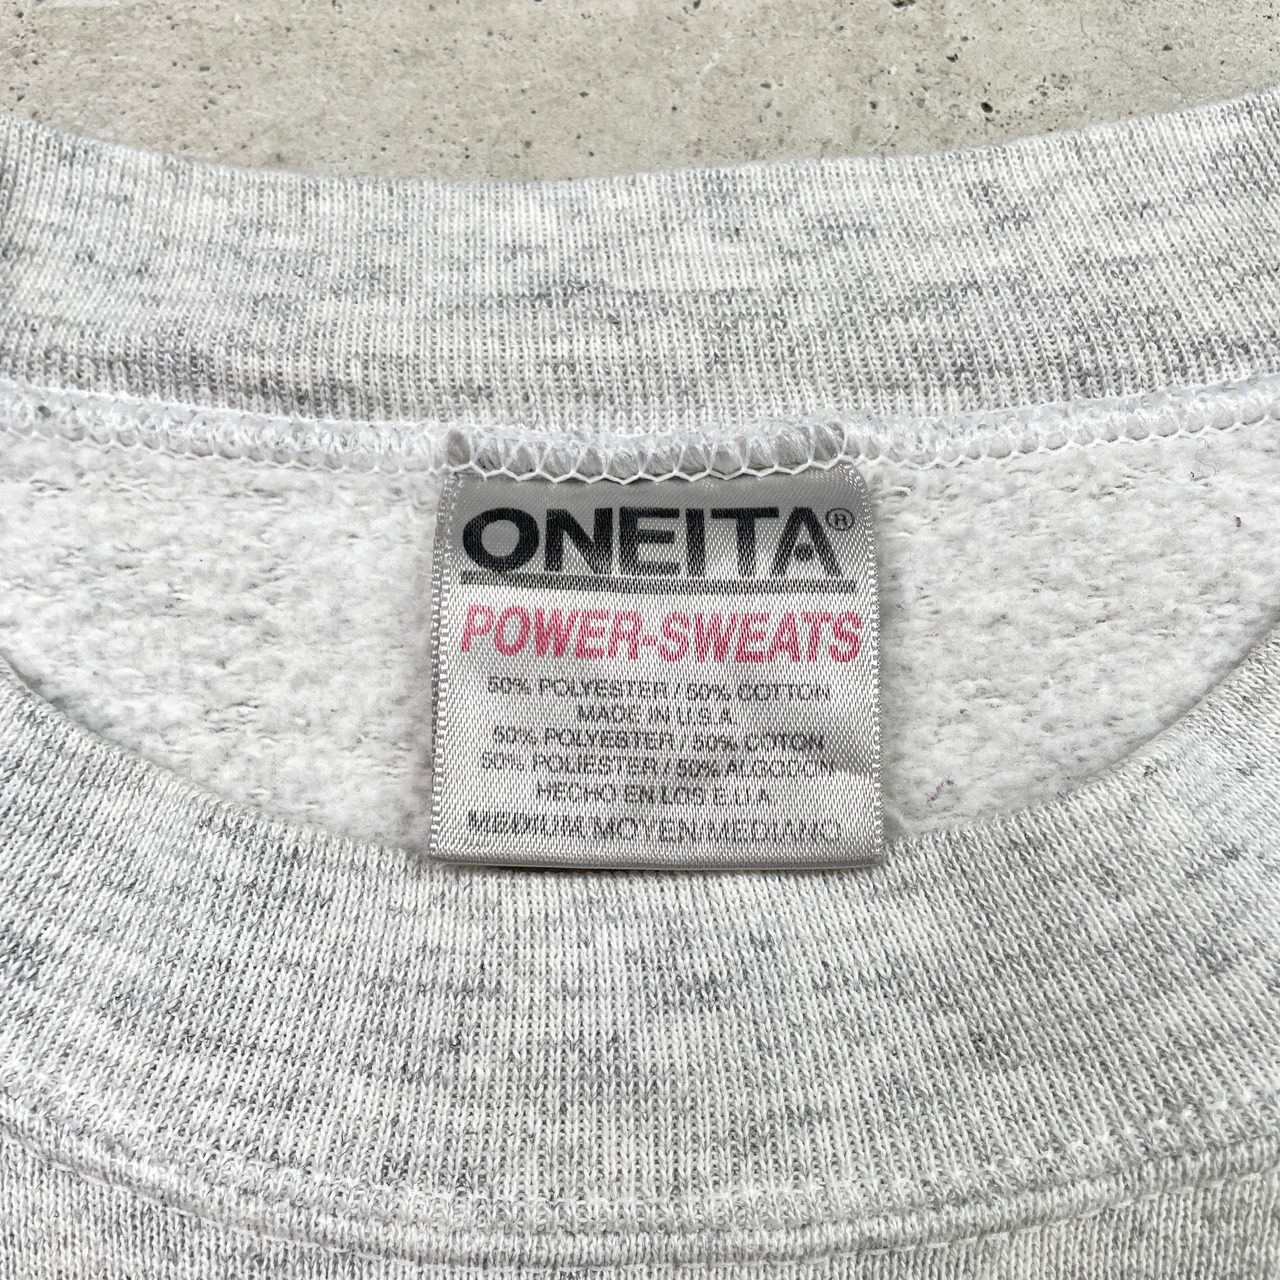 ONEITA®
POWER-SWEATS
50% POLYESTER / 50% COTTON
MADE IN U.S.A
50% POLYESTER / 50% COTON
50% POLIESTER / 50% ALGODON
HECHO EN LOS E.U.A
MEDIUM/MOYEN/MEDIANO